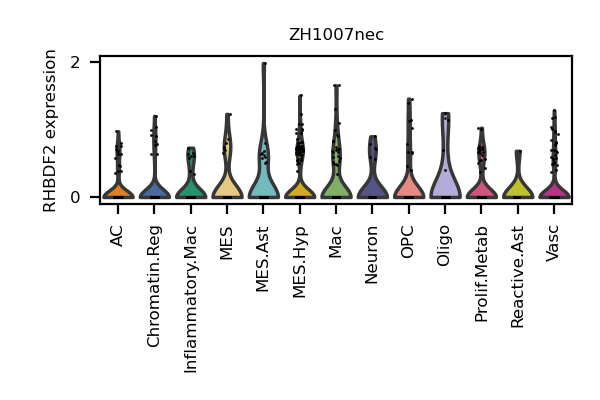 ZH1007nec
RHBDF2 expression
2
0
AC
Chromatin.Reg
Inflammatory.Mac
MES
MES.Ast
MES.Hyp
Mac
Neuron
OPC
Oligo
Prolif.Metab
Reactive.Ast
Vasc